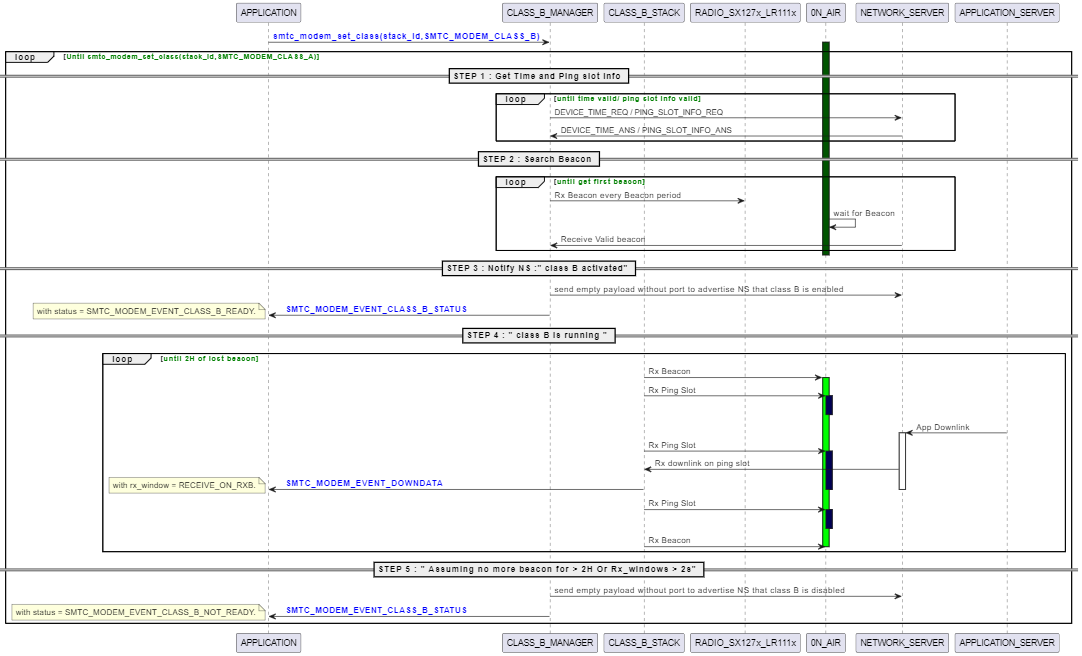 APPLICATION CLASS_B_MANAGER CLASS_B_STACK RADIO_SX127x_LR111x 0N_AIR NETWORK_SERVER APPLICATION_SERVER
smtc_modem_set_class(stack_id,SMTC_MODEM_CLASS_B)
loop [Until smtc_modem_set_class(stack_id,SMTC_MODEM_CLASS_A)]
STEP 1 : Get Time and Ping slot info
loop [until time valid/ ping slot info valid]
DEVICE_TIME_REQ / PING_SLOT_INFO_REQ
DEVICE_TIME_ANS / PING_SLOT_INFO_ANS
STEP 2 : Search Beacon
loop [until get first beacon]
Rx Beacon every Beacon period
wait for Beacon
Receive Valid beacon
STEP 3 : Notify NS :" class B activated"
send empty payload without port to advertise NS that class B is enabled
with status = SMTC_MODEM_EVENT_CLASS_B_READY. SMTC_MODEM_EVENT_CLASS_B_STATUS
STEP 4 : " class B is running "
loop [until 2H of lost beacon]
Rx Beacon
Rx Ping Slot
App Downlink
Rx Ping Slot
Rx downlink on ping slot
with rx_window = RECEIVE_ON_RXB. SMTC_MODEM_EVENT_DOWNDATA
Rx Ping Slot
Rx Beacon
STEP 5 : " Assuming no more beacon for > 2H Or Rx_windows > 2s"
send empty payload without port to advertise NS that class B is disabled
with status = SMTC_MODEM_EVENT_CLASS_B_NOT_READY. SMTC_MODEM_EVENT_CLASS_B_STATUS
APPLICATION CLASS_B_MANAGER CLASS_B_STACK RADIO_SX127x_LR111x 0N_AIR NETWORK_SERVER APPLICATION_SERVER